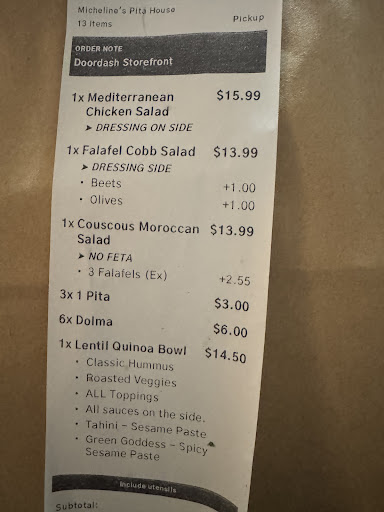 Micheline's Pita House
13 items Pickup
ORDER NOTE
Doordash Storefront
1x Mediterranean $15.99
Chicken Salad
➤ DRESSING ON SIDE
1x Falafel Cobb Salad $13.99
➤ DRESSING SIDE
• Beets +1.00
• Olives +1.00
1x Couscous Moroccan $13.99
Salad
➤ NO FETA
• 3 Falafels (Ex) +2.55
3x 1 Pita $3.00
6x Dolma $6.00
1x Lentil Quinoa Bowl $14.50
• Classic Hummus
• Roasted Veggies
• ALL Toppings
• All sauces on the side.
• Tahini - Sesame Paste
• Green Goddess - Spicy
Sesame Paste
Include utensils
Subtotal: